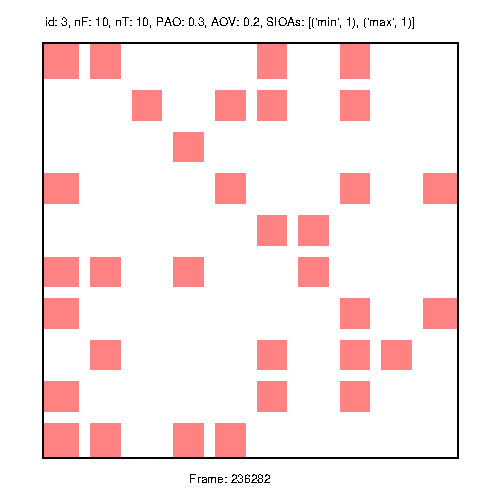 id: 3, nF: 10, nT: 10, PAO: 0.3, AOV: 0.2, SIOAs: [('min', 1), ('max', 1)]
Frame: 236282